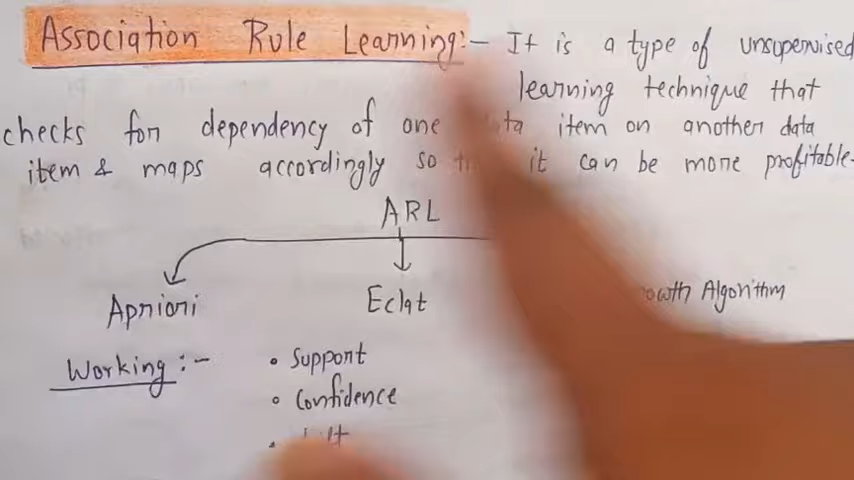 Association Rule Learning:- It is a type of unsupervised
learning technique that
checks for dependency of one item on another data
item & maps accordingly so it can be more profitable.
ARL
Apriori Eclat Algorithm
Working:- • Support
• Confidence